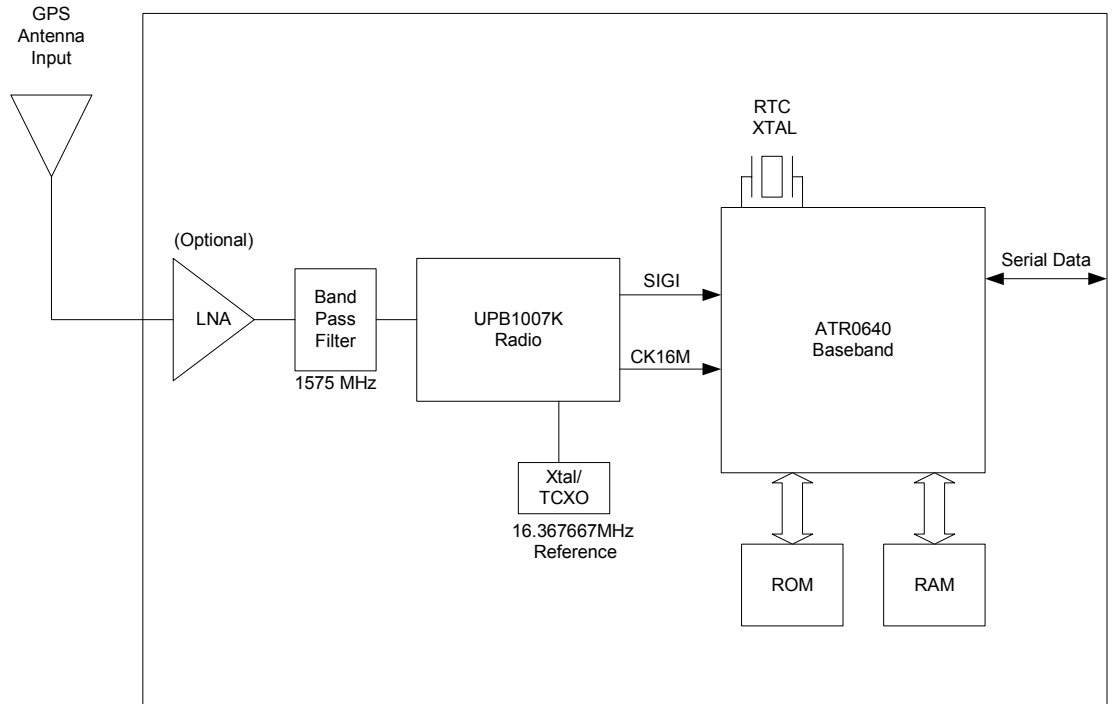 GPS
Antenna
Input
RTC
XTAL
(Optional)
LNA
Band
Pass
Filter
1575 MHz
UPB1007K
Radio
SIGI
CK16M
ATR0640
Baseband
Serial Data
Xtal/
TCXO
16.367667MHz
Reference
ROM
RAM